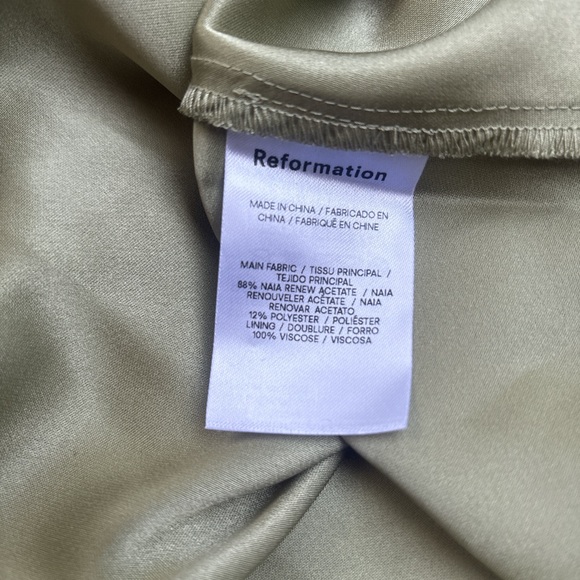 Reformation
MADE IN CHINA / FABRICADO EN
CHINA / FABRIQUÉ EN CHINE
MAIN FABRIC / TISSU PRINCIPAL /
TEJIDO PRINCIPAL
88% NAIA RENEW ACETATE / NAIA
RENOUVELER ACÉTATE / NAIA
RENOVAR ACETATO
12% POLYESTER / POLIÉSTER
LINING / DOUBLURE / FORRO
100% VISCOSE / VISCOSA